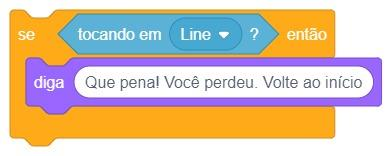 se tocando em Line ? então
diga Que pena! Você perdeu. Volte ao início